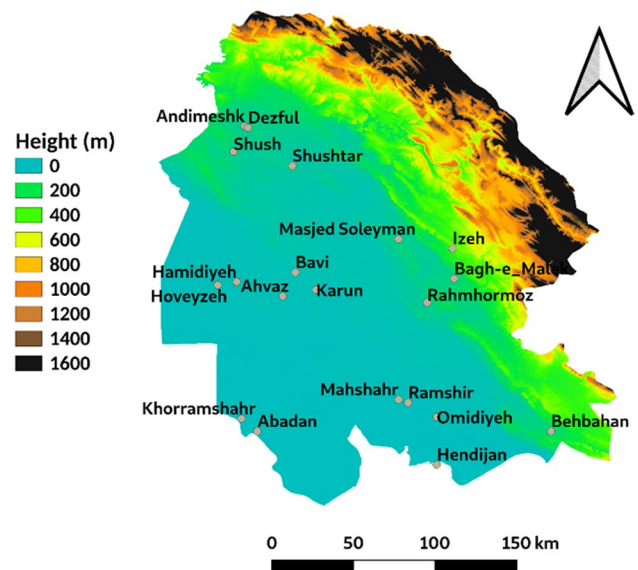 Andimeshk Dezful
Height (m)
Shush
Shushtar
0
200
400
600
800
1000
1200
1400
1600
Masjed Soleyman
Izeh
Bavi
Bagh-e_Malek
Hamidiyeh
Ahvaz
Karun
Hoveyzeh
Rahmhormoz
Mahshahr
Ramshir
Khorramshahr
Abadan
Omidiyeh
Behbahan
Hendijan
0 50 100 150 km